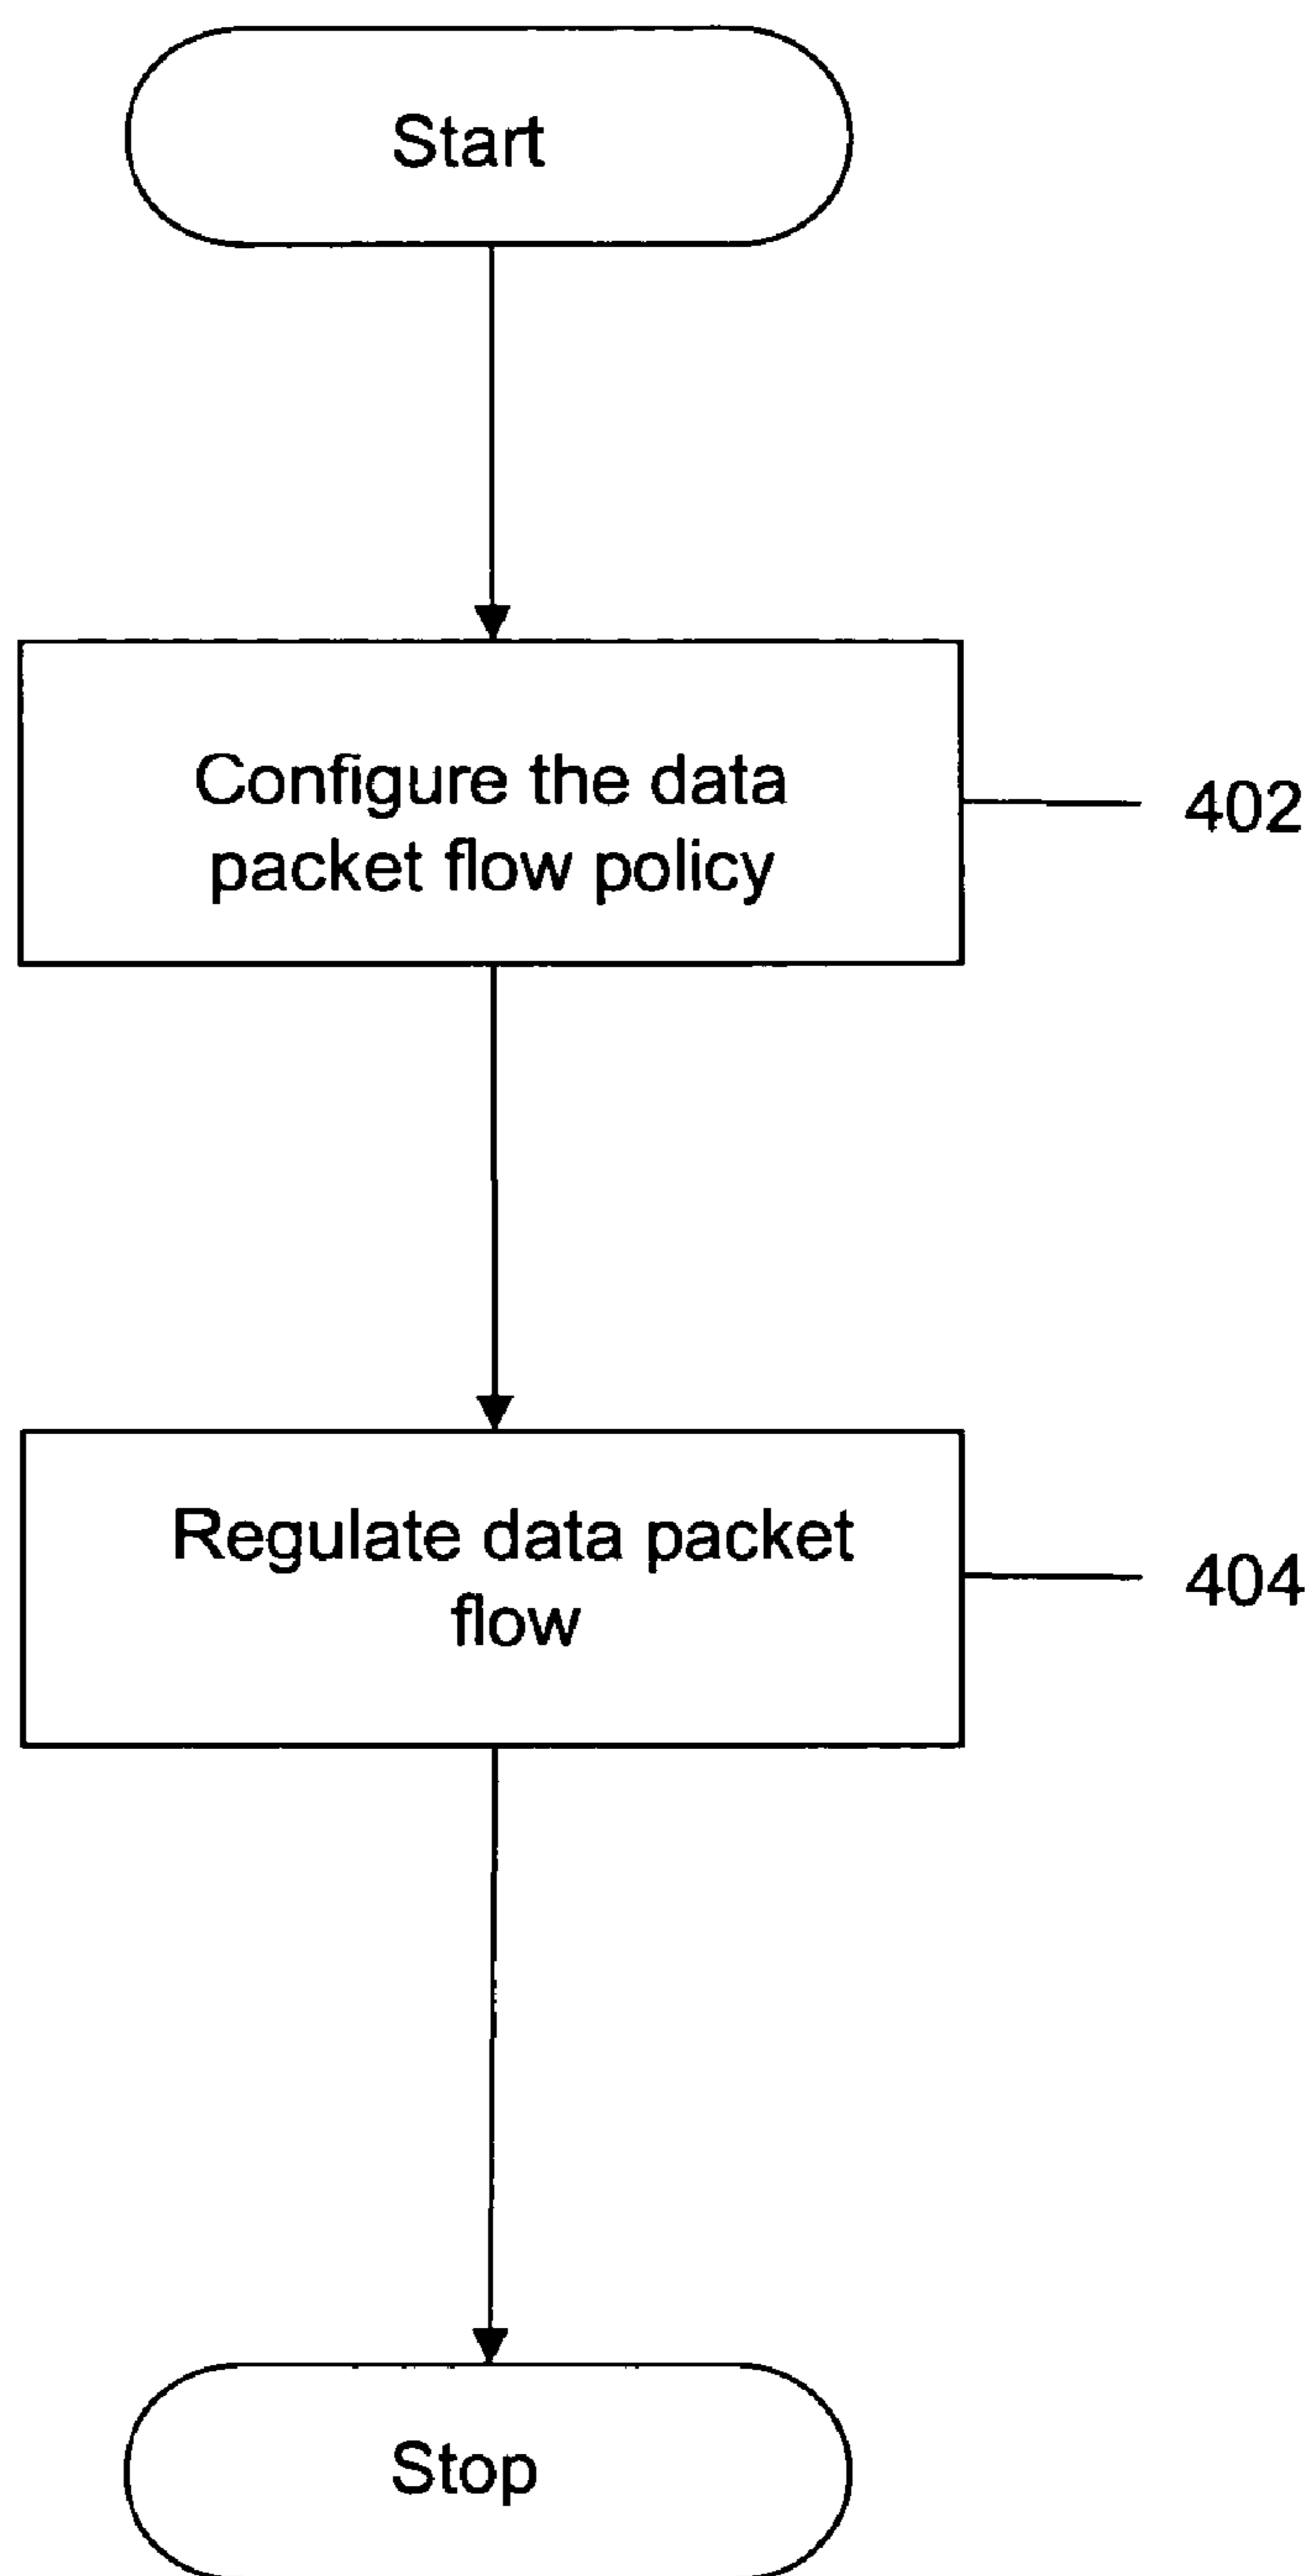 Start
Configure the data
packet flow policy
402
Regulate data packet
flow
404
Stop